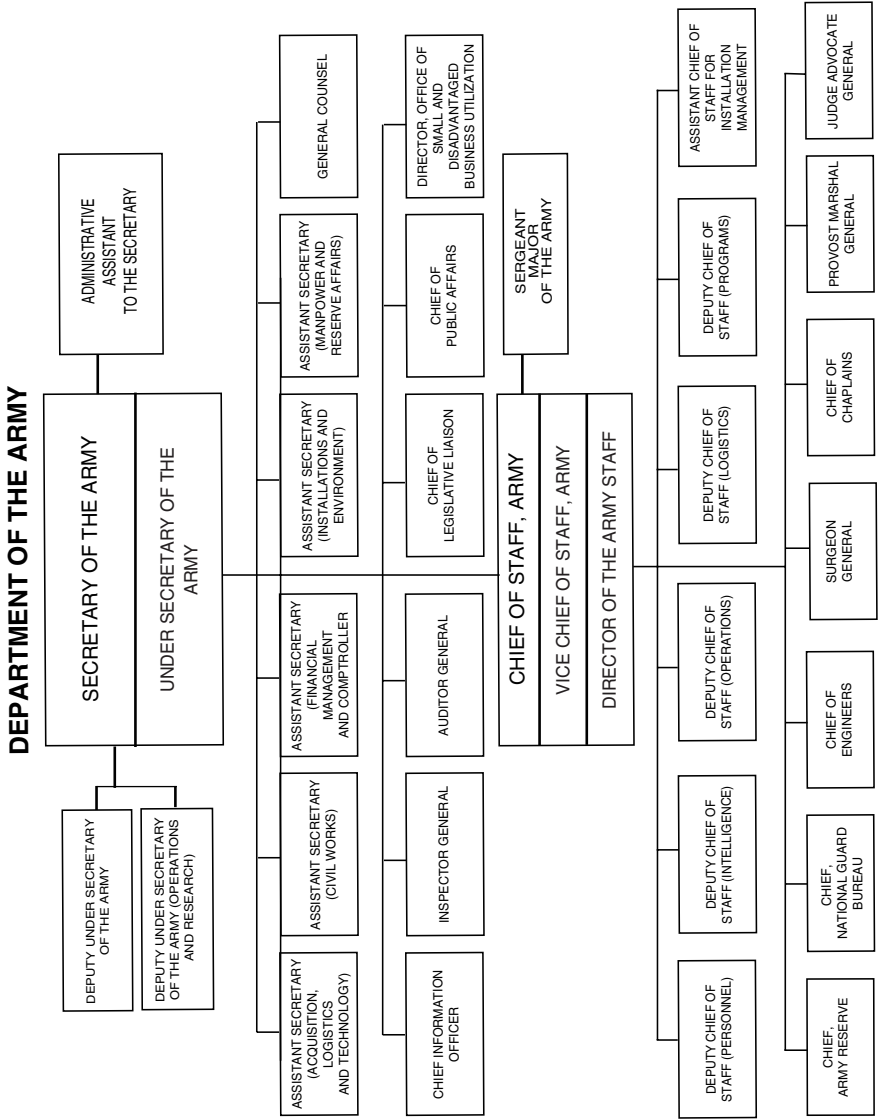 DEPARTMENT OF THE ARMY
DEPUTY UNDER SECRETARY
OF THE ARMY
DEPUTY UNDER SECRETARY
OF THE ARMY (OPERATIONS
AND RESEARCH)
SECRETARY OF THE ARMY
UNDER SECRETARY OF THE
ARMY
ADMINISTRATIVE
ASSISTANT
TO THE SECRETARY
ASSISTANT SECRETARY
(ACQUISITION,
LOGISTICS
AND TECHNOLOGY)
ASSISTANT SECRETARY
(CIVIL WORKS)
ASSISTANT SECRETARY
(FINANCIAL
MANAGEMENT
AND COMPTROLLER
ASSISTANT SECRETARY
(INSTALLATIONS AND
ENVIRONMENT)
ASSISTANT SECRETARY
(MANPOWER AND
RESERVE AFFAIRS)
GENERAL COUNSEL
CHIEF INFORMATION
OFFICER
INSPECTOR GENERAL
AUDITOR GENERAL
CHIEF OF
LEGISLATIVE LIAISON
CHIEF OF
PUBLIC AFFAIRS
DIRECTOR, OFFICE OF
SMALL AND
DISADVANTAGED
BUSINESS UTILIZATION
CHIEF OF STAFF, ARMY
VICE CHIEF OF STAFF, ARMY
DIRECTOR OF THE ARMY STAFF
SERGEANT
MAJOR
OF THE ARMY
DEPUTY CHIEF OF
STAFF (PERSONNEL)
DEPUTY CHIEF OF
STAFF (INTELLIGENCE)
DEPUTY CHIEF OF
STAFF (OPERATIONS)
DEPUTY CHIEF OF
STAFF (LOGISTICS)
DEPUTY CHIEF OF
STAFF (PROGRAMS)
ASSISTANT CHIEF OF
STAFF FOR
INSTALLATION
MANAGEMENT
CHIEF,
ARMY RESERVE
CHIEF,
NATIONAL GUARD
BUREAU
CHIEF OF
ENGINEERS
SURGEON
GENERAL
CHIEF OF
CHAPLAINS
PROVOST MARSHAL
GENERAL
JUDGE ADVOCATE
GENERAL